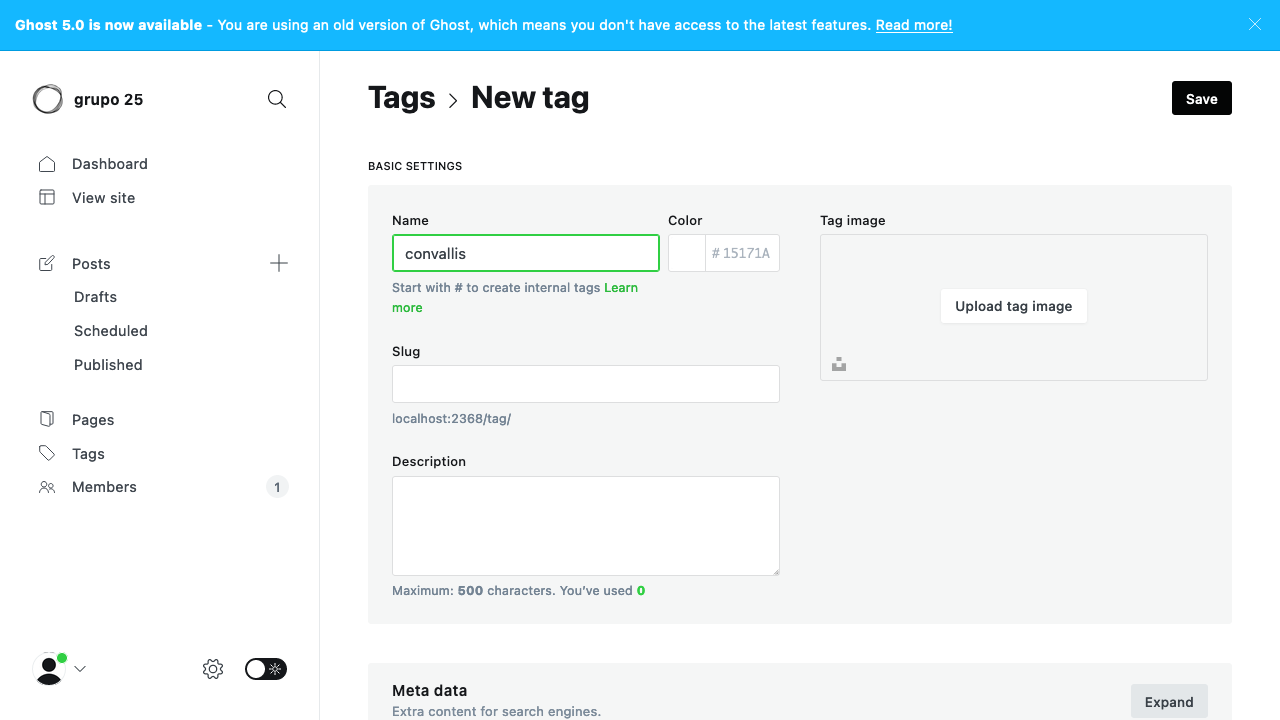 Ghost 5.0 is now available - You are using an old version of Ghost, which means you don't have access to the latest features. Read more!
grupo 25
Dashboard
View site
Posts
Drafts
Scheduled
Published
Pages
Tags
Members
1
Tags > New tag
Save
BASIC SETTINGS
Name
convallis
Start with # to create internal tags Learn
more
Color
# 15171A
Slug
localhost:2368/tag/
Description
Maximum: 500 characters. You've used 0
Tag image
Upload tag image
Meta data
Extra content for search engines.
Expand